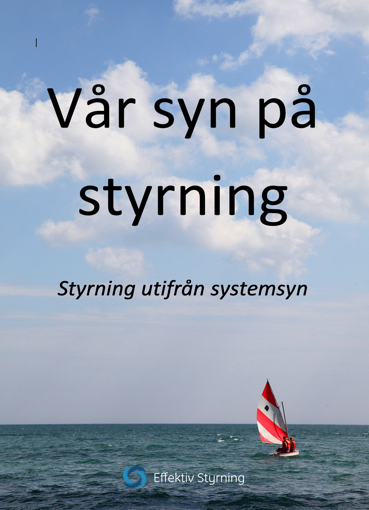 Vår syn på
styrning
Styrning utifrån systemsyn
Effektiv Styrning